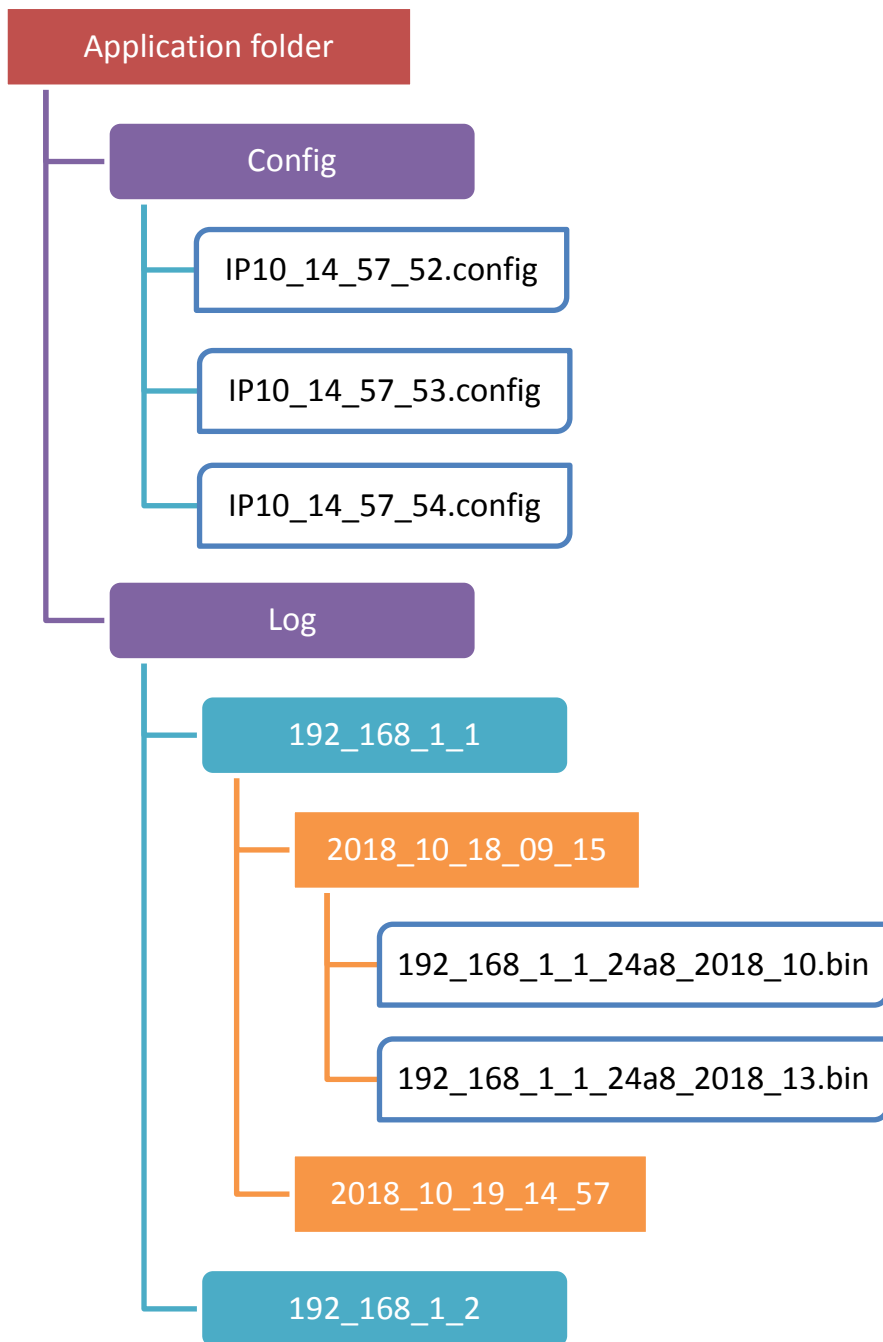 Application folder
Config
IP10_14_57_52.config
IP10_14_57_53.config
IP10_14_57_54.config
Log
192_168_1_1
2018_10_18_09_15
192_168_1_1_24a8_2018_10.bin
192_168_1_1_24a8_2018_13.bin
2018_10_19_14_57
192_168_1_2